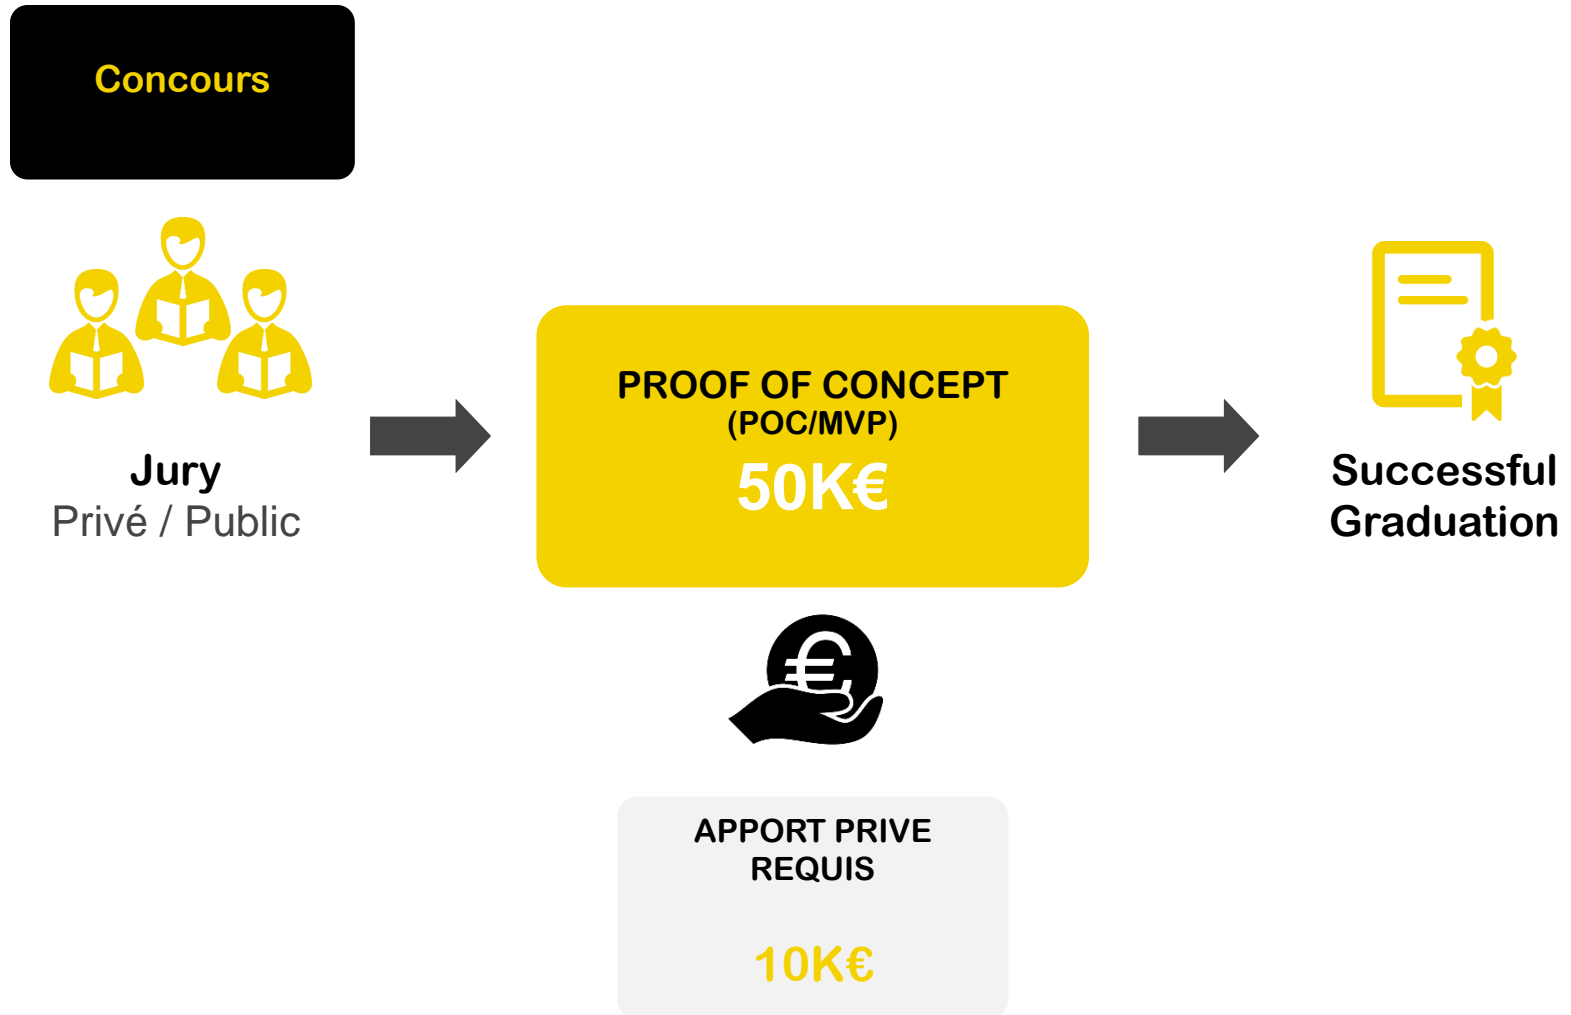 Concours
Jury
Privé / Public
PROOF OF CONCEPT
(POC/MVP)
50K€
€
APPORT PRIVE
REQUIS
10K€
Successful
Graduation